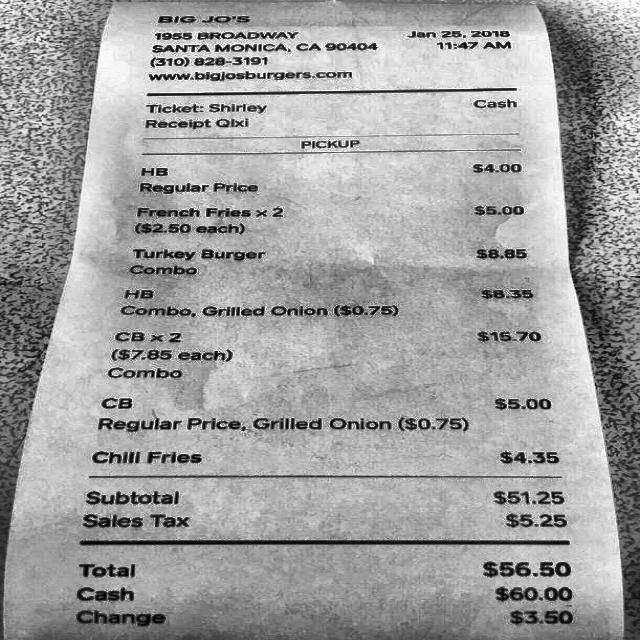 BIG JO'S
1955 BROADWAY Jan 25, 2018
SANTA MONICA, CA 90404 11:47 AM
(310) 828-3191
www.bigjosburgers.com
Ticket: Shirley Cash
Receipt Qixi
PICKUP
HB $4.00
Regular Price
French Fries x 2 $5.00
($2.50 each)
Turkey Burger $8.85
Combo
HB $8.35
Combo, Grilled Onion ($0.75)
CB x 2 $15.70
($7.85 each)
Combo
CB $5.00
Regular Price, Grilled Onion ($0.75)
Chili Fries $4.35
Subtotal $51.25
Sales Tax $5.25
Total $56.50
Cash $60.00
Change $3.50